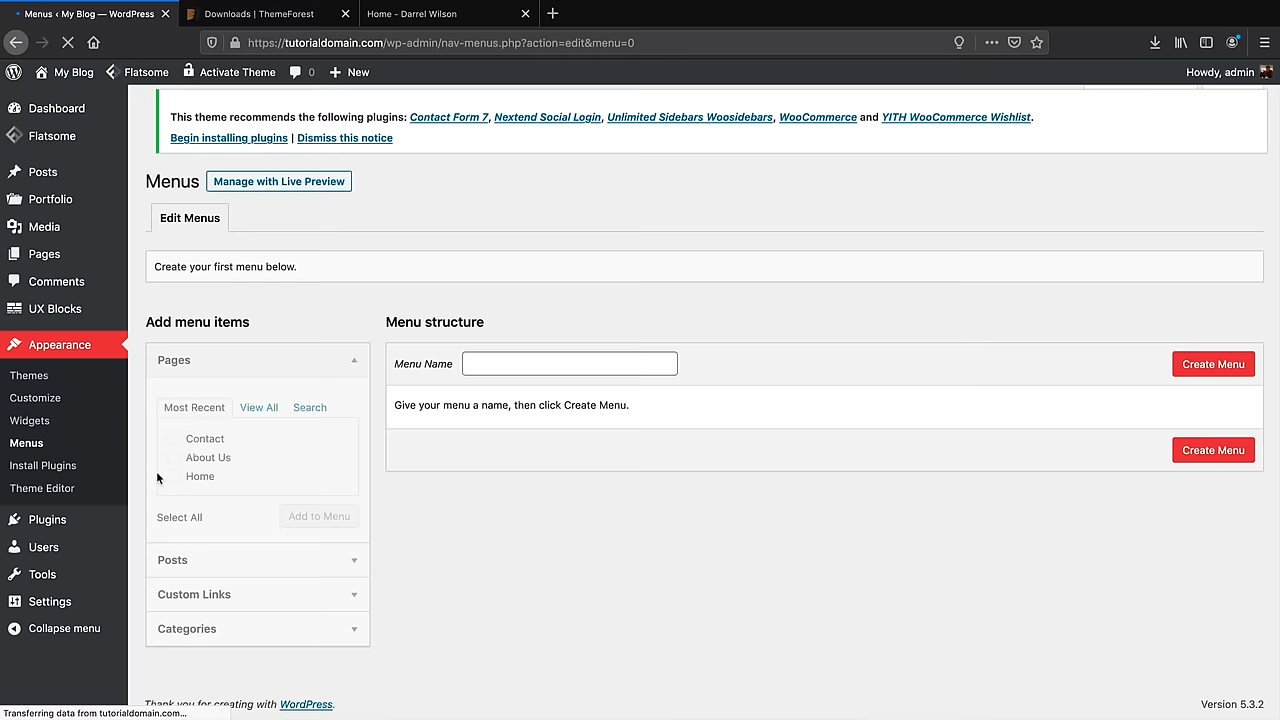 Menus ‹ My Blog — WordPress
Downloads | ThemeForest
Home - Darrel Wilson
https://tutorialdomain.com/wp-admin/nav-menus.php?action=edit&menu=0
My Blog
Flatsome
Activate Theme
0
New
Howdy, admin
Dashboard
Flatsome
Posts
Portfolio
Media
Pages
Comments
UX Blocks
Appearance
Themes
Customize
Widgets
Menus
Install Plugins
Theme Editor
Plugins
Users
Tools
Settings
Collapse menu
This theme recommends the following plugins: Contact Form 7, Nextend Social Login, Unlimited Sidebars Woosidebars, WooCommerce and YITH WooCommerce Wishlist.
Begin installing plugins | Dismiss this notice
Menus
Manage with Live Preview
Edit Menus
Create your first menu below.
Add menu items
Pages
Most Recent
View All
Search
Contact
About Us
Home
Select All
Add to Menu
Posts
Custom Links
Categories
Menu structure
Menu Name
Create Menu
Give your menu a name, then click Create Menu.
Create Menu
Thank you for creating with WordPress.
Version 5.3.2
Transferring data from tutorialdomain.com...